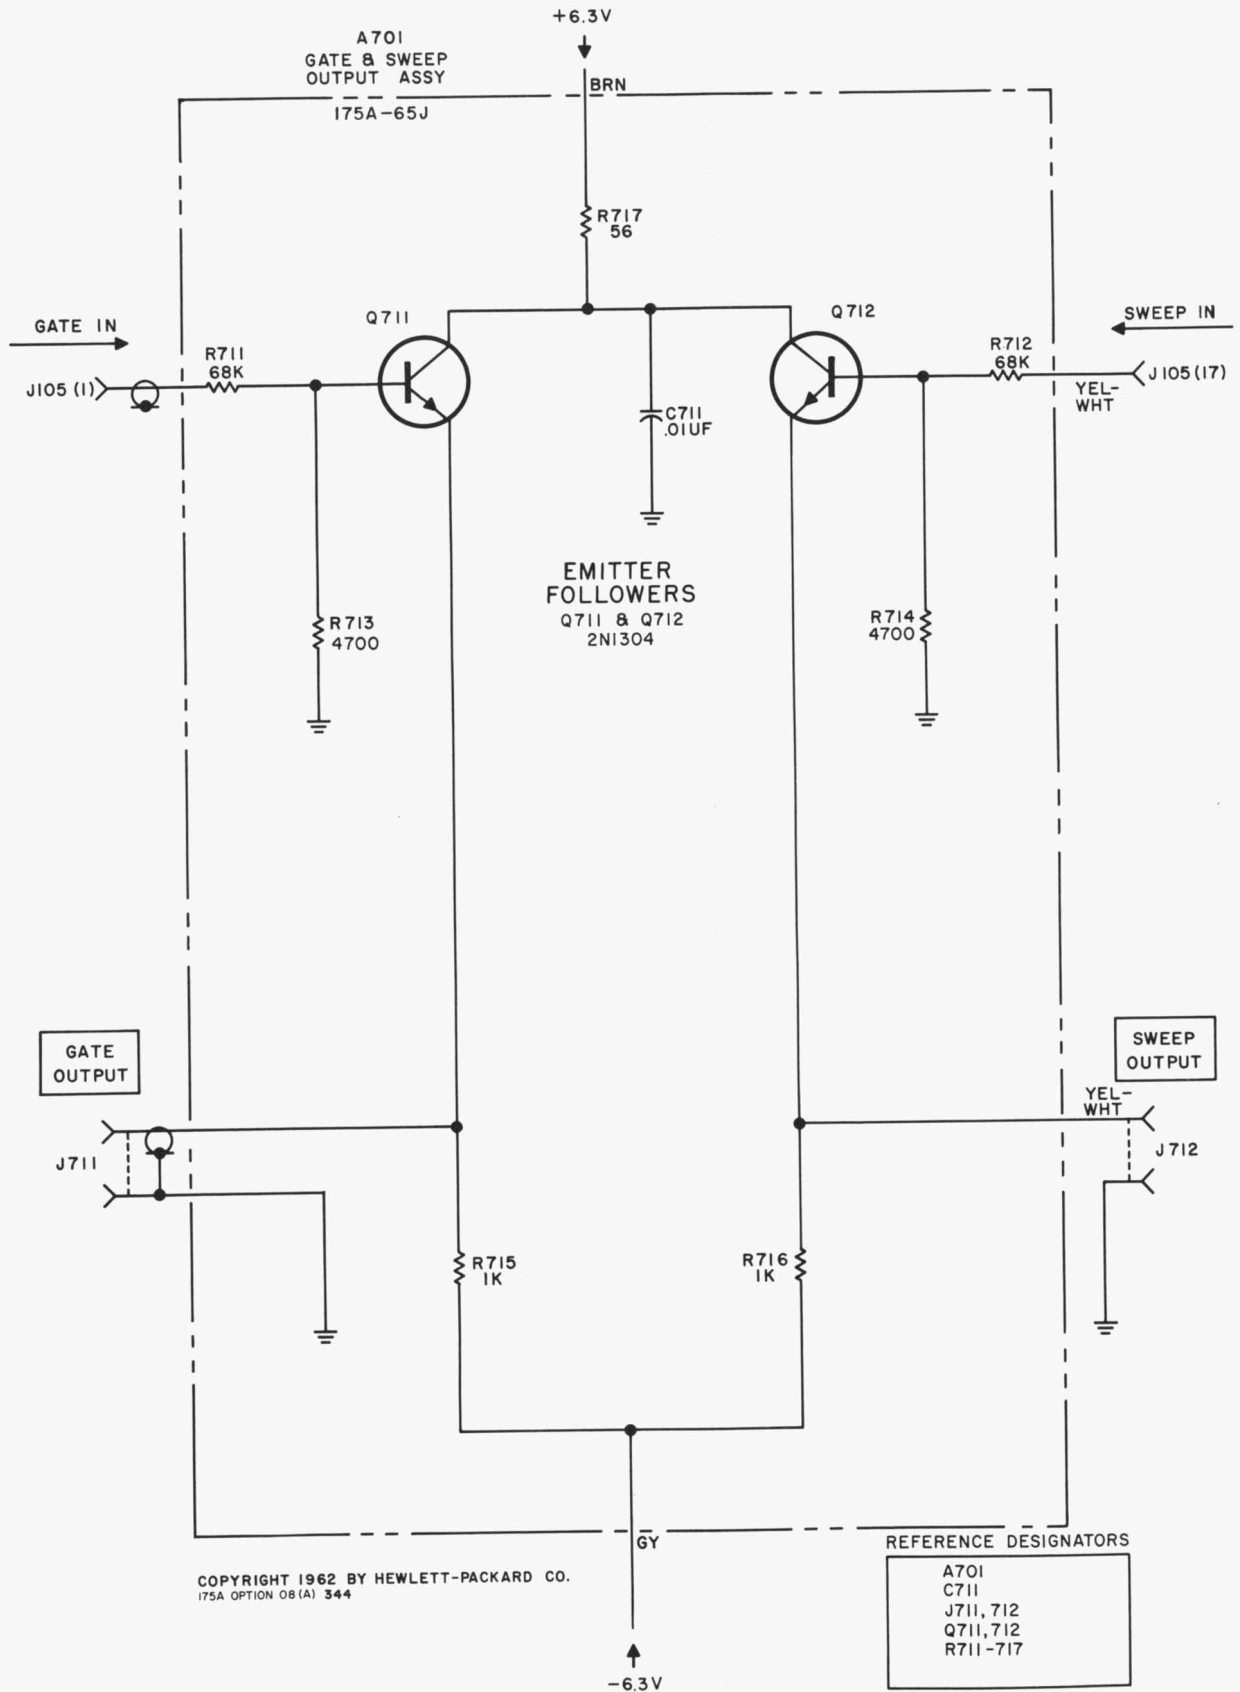 +6.3V
A701
GATE & SWEEP
OUTPUT ASSY
175A-65J
BRN
R717
56
GATE IN
J105 (1)
R711
68K
Q711
Q712
SWEEP IN
R712
68K
J105 (17)
YEL-
WHT
C711
.01UF
EMITTER
FOLLOWERS
Q711 & Q712
2N1304
R713
4700
R714
4700
GATE
OUTPUT
SWEEP
OUTPUT
YEL-
WHT
J711
J712
R715
1K
R716
1K
GY
COPYRIGHT 1962 BY HEWLETT-PACKARD CO.
175A OPTION 08 (A) 344
REFERENCE DESIGNATORS
A701
C711
J711, 712
Q711, 712
R711-717
-6.3V